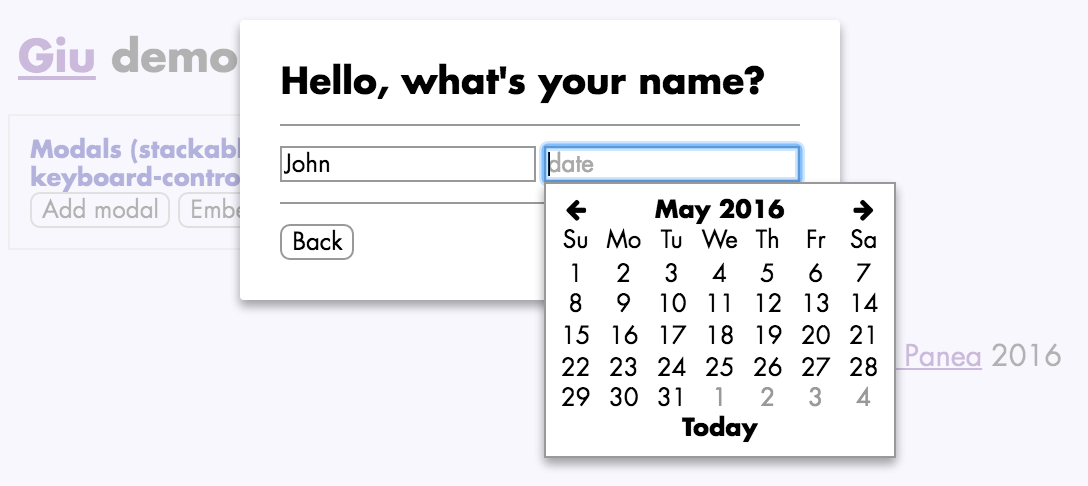 Giu demo
Hello, what's your name?
Modals (stackabl
keyboard-contro
Add modal Embe
John date
Back
May 2016
Su Mo Tu We Th Fr Sa
1 2 3 4 5 6 7
8 9 10 11 12 13 14
15 16 17 18 19 20 21
22 23 24 25 26 27 28
29 30 31 1 2 3 4
Today
Panea 2016